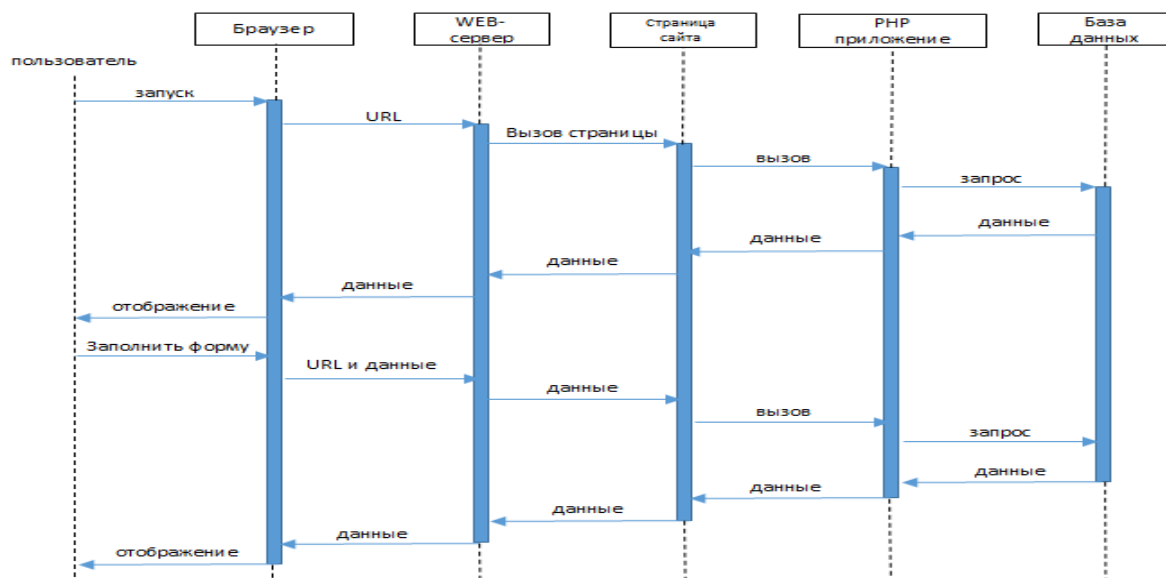 Браузер
WEB-
сервер
Страница
сайта
PHP
приложение
База
данных
пользователь
запуск
URL
Вызов страницы
вызов
запрос
данные
данные
данные
данные
отображение
Заполнить форму
URL и данные
данные
вызов
запрос
данные
данные
данные
данные
отображение